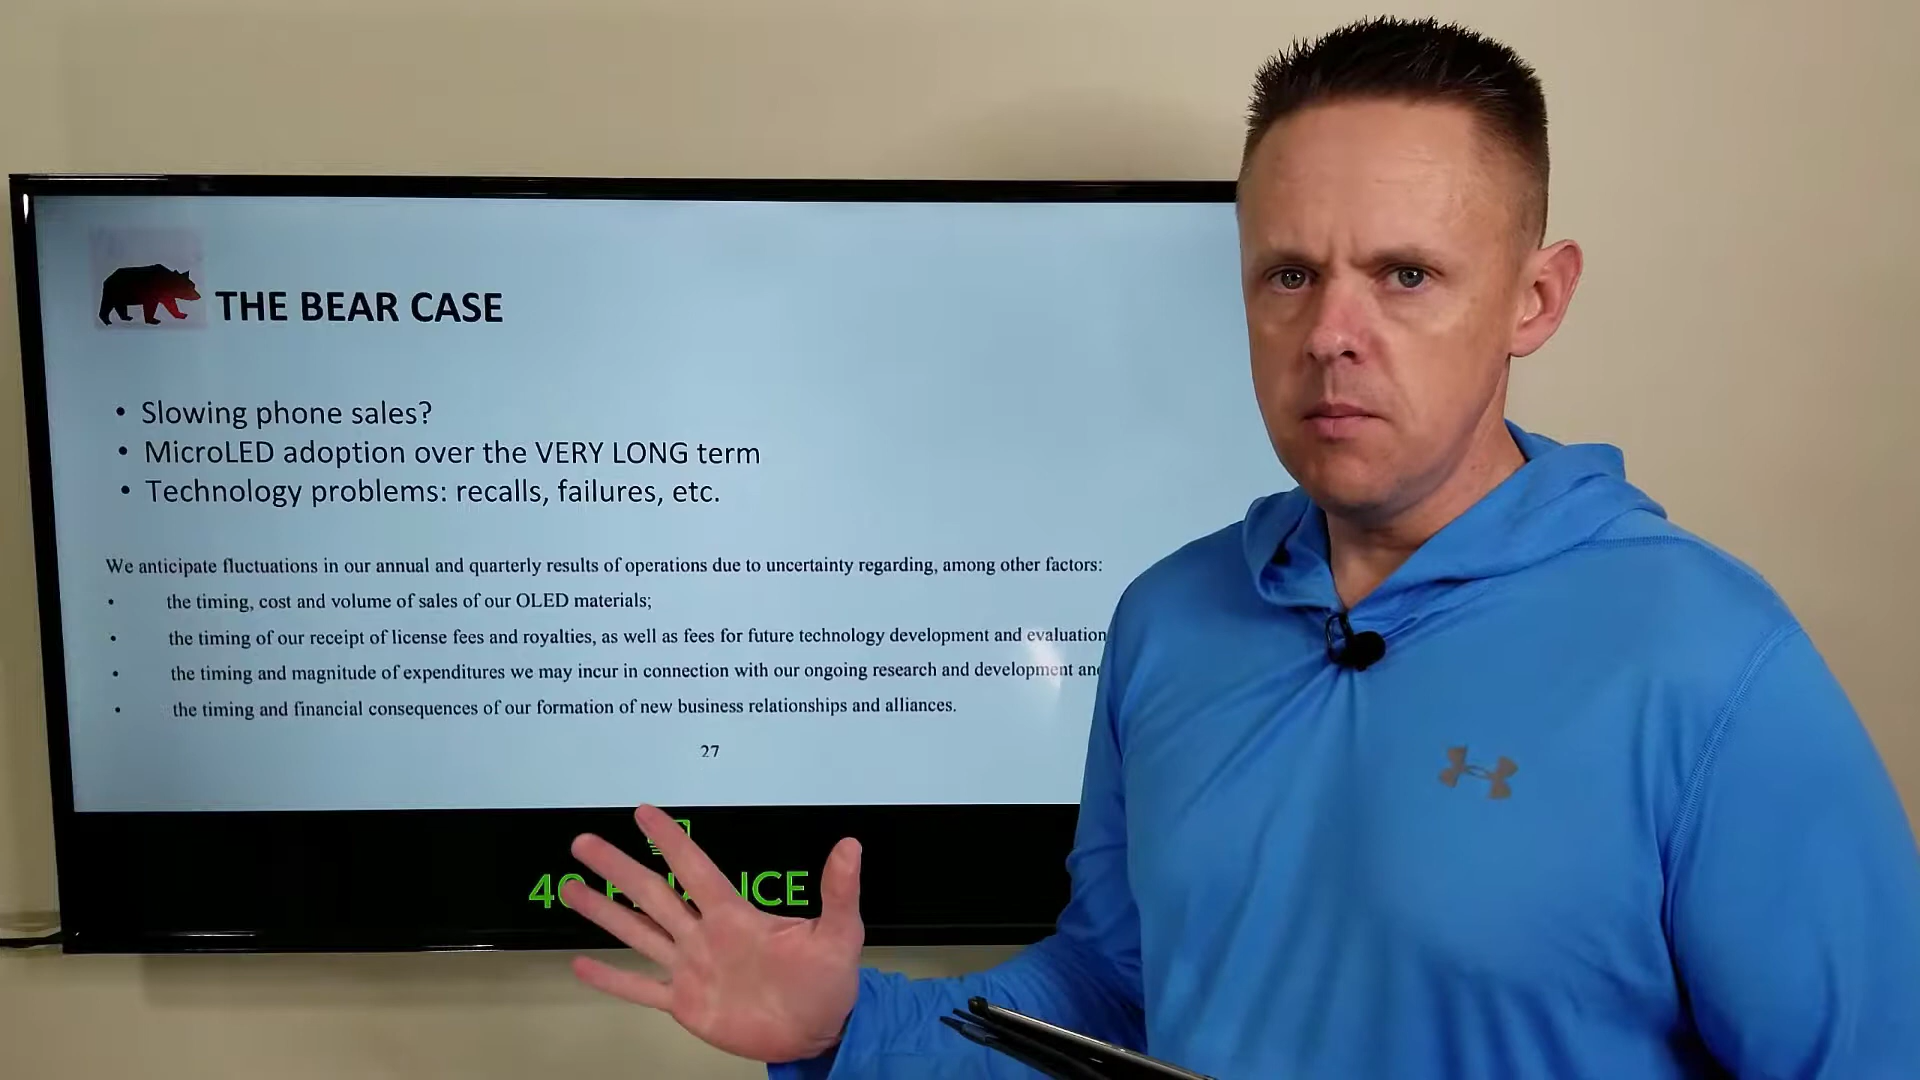 THE BEAR CASE
• Slowing phone sales?
• MicroLED adoption over the VERY LONG term
• Technology problems: recalls, failures, etc.
We anticipate fluctuations in our annual and quarterly results of operations due to uncertainty regarding, among other factors:
• the timing, cost and volume of sales of our OLED materials;
• the timing of our receipt of license fees and royalties, as well as fees for future technology development and evaluation
• the timing and magnitude of expenditures we may incur in connection with our ongoing research and development
• the timing and financial consequences of our formation of new business relationships and alliances.
27